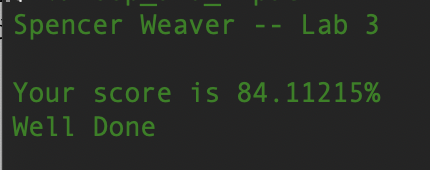 Spencer Weaver -- Lab 3
Your score is 84.11215%
Well Done